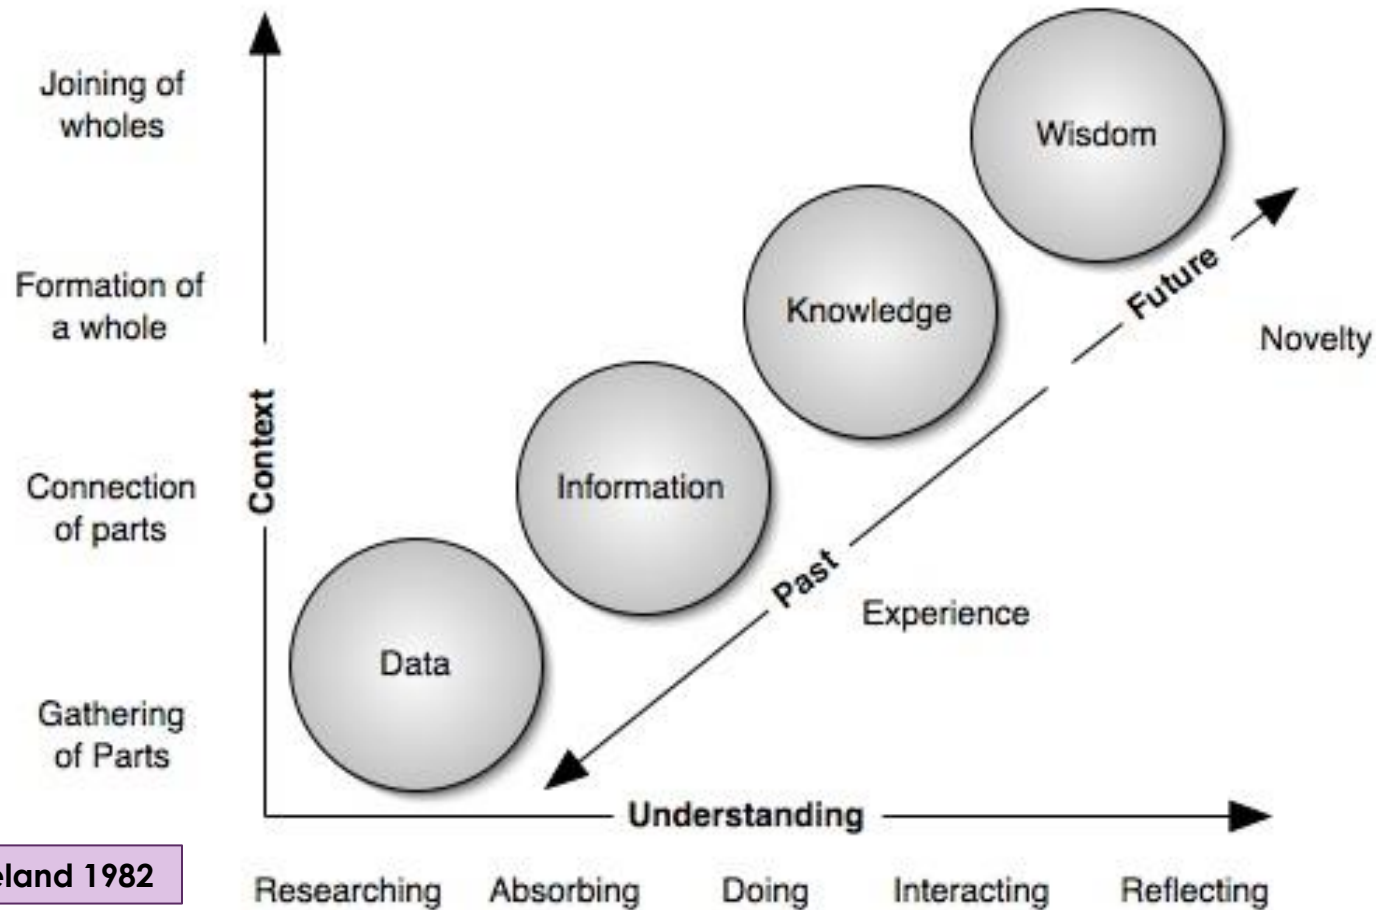 Joining of
wholes
Wisdom
Future
Formation of
a whole
Knowledge
Novelty
Context
Connection
of parts
Information
Past
Experience
Data
Gathering
of Parts
Understanding
1982
Researching Absorbing Doing Interacting Reflecting